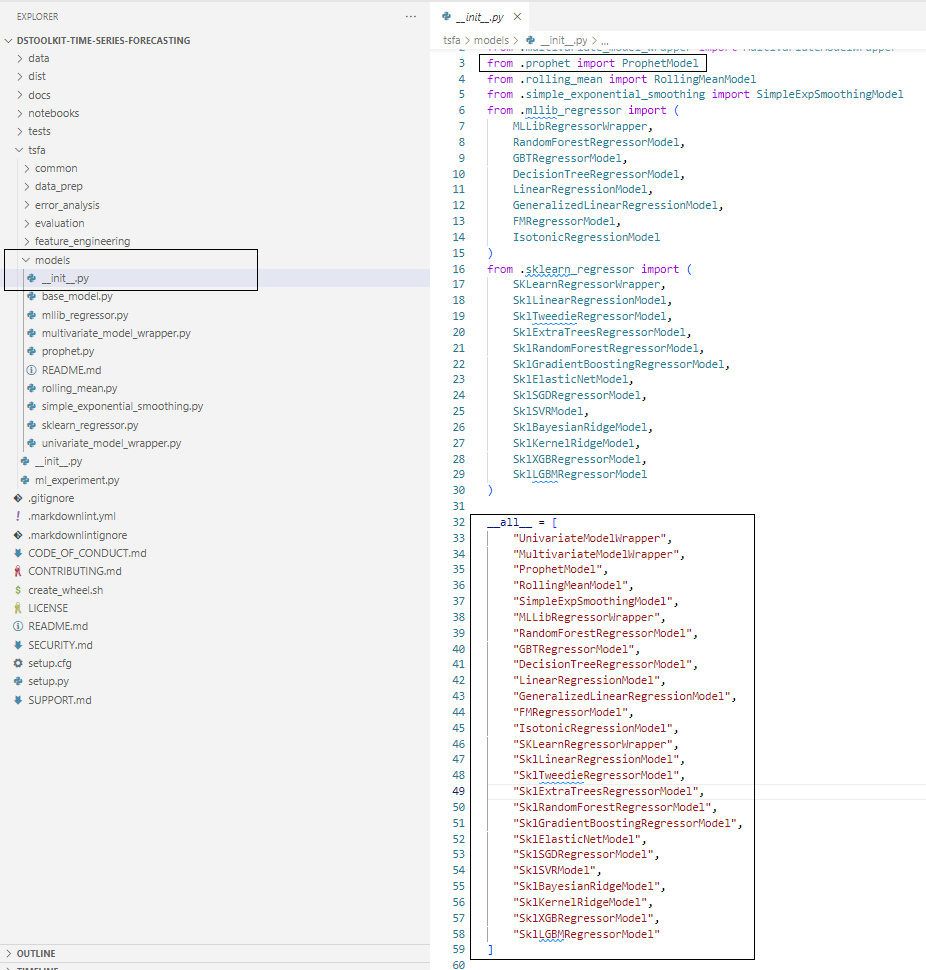 EXPLORER
...
DSTOOLKIT-TIME-SERIES-FORECASTING
data
dist
docs
notebooks
tests
tsfa
common
data_prep
error_analysis
evaluation
feature_engineering
models
__init__.py
base_model.py
mllib_regressor.py
multivariate_model_wrapper.py
prophet.py
README.md
rolling_mean.py
simple_exponential_smoothing.py
sklearn_regressor.py
univariate_model_wrapper.py
__init__.py
ml_experiment.py
.gitignore
.markdownlint.yml
.markdownlintignore
CODE_OF_CONDUCT.md
CONTRIBUTING.md
create_wheel.sh
LICENSE
README.md
SECURITY.md
setup.cfg
setup.py
SUPPORT.md
OUTLINE
TIMELINE
__init__.py
tsfa > models > __init__.py > ...
2 from .multivariate_model_wrapper import MultivariateModelWrapper
3 from .prophet import ProphetModel
4 from .rolling_mean import RollingMeanModel
5 from .simple_exponential_smoothing import SimpleExpSmoothingModel
6 from .mllib_regressor import (
7 MLLibRegressorWrapper,
8 RandomForestRegressorModel,
9 GBTRegressorModel,
10 DecisionTreeRegressorModel,
11 LinearRegressionModel,
12 GeneralizedLinearRegressionModel,
13 FMRegressorModel,
14 IsotonicRegressionModel
15 )
16 from .sklearn_regressor import (
17 SKLearnRegressorWrapper,
18 SklLinearRegressionModel,
19 SklTweedieRegressorModel,
20 SklExtraTreesRegressorModel,
21 SklRandomForestRegressorModel,
22 SklGradientBoostingRegressorModel,
23 SklElasticNetModel,
24 SklSGDRegressorModel,
25 SklSVRModel,
26 SklBayesianRidgeModel,
27 SklKernelRidgeModel,
28 SklXGBRegressorModel,
29 SklLGBMRegressorModel
30 )
31
32 __all__ = [
33 "UnivariateModelWrapper",
34 "MultivariateModelWrapper",
35 "ProphetModel",
36 "RollingMeanModel",
37 "SimpleExpSmoothingModel",
38 "MLLibRegressorWrapper",
39 "RandomForestRegressorModel",
40 "GBTRegressorModel",
41 "DecisionTreeRegressorModel",
42 "LinearRegressionModel",
43 "GeneralizedLinearRegressionModel",
44 "FMRegressorModel",
45 "IsotonicRegressionModel",
46 "SKLearnRegressorWrapper",
47 "SklLinearRegressionModel",
48 "SklTweedieRegressorModel",
49 "SklExtraTreesRegressorModel",
50 "SklRandomForestRegressorModel",
51 "SklGradientBoostingRegressorModel",
52 "SklElasticNetModel",
53 "SklSGDRegressorModel",
54 "SklSVRModel",
55 "SklBayesianRidgeModel",
56 "SklKernelRidgeModel",
57 "SklXGBRegressorModel",
58 "SklLGBMRegressorModel"
59 ]
60